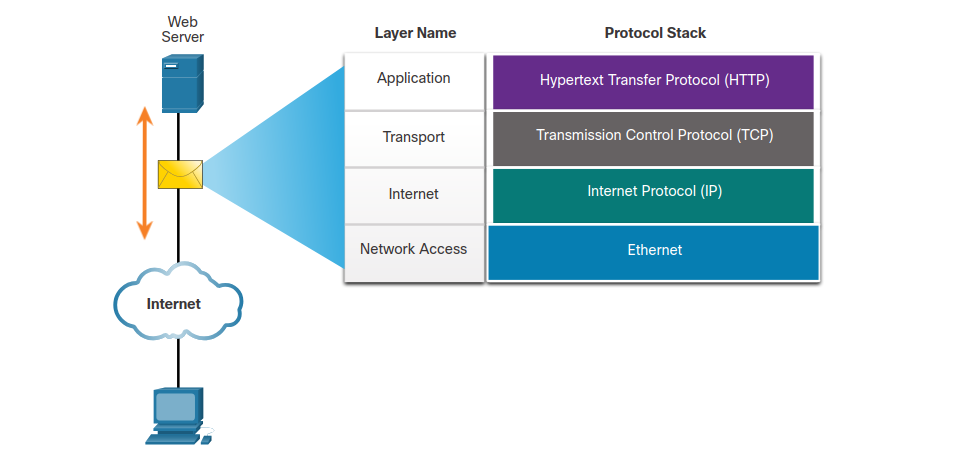 Web
Server
Layer Name
Protocol Stack
Application
Hypertext Transfer Protocol (HTTP)
Transport
Transmission Control Protocol (TCP)
Internet
Internet Protocol (IP)
Network Access
Ethernet
Internet